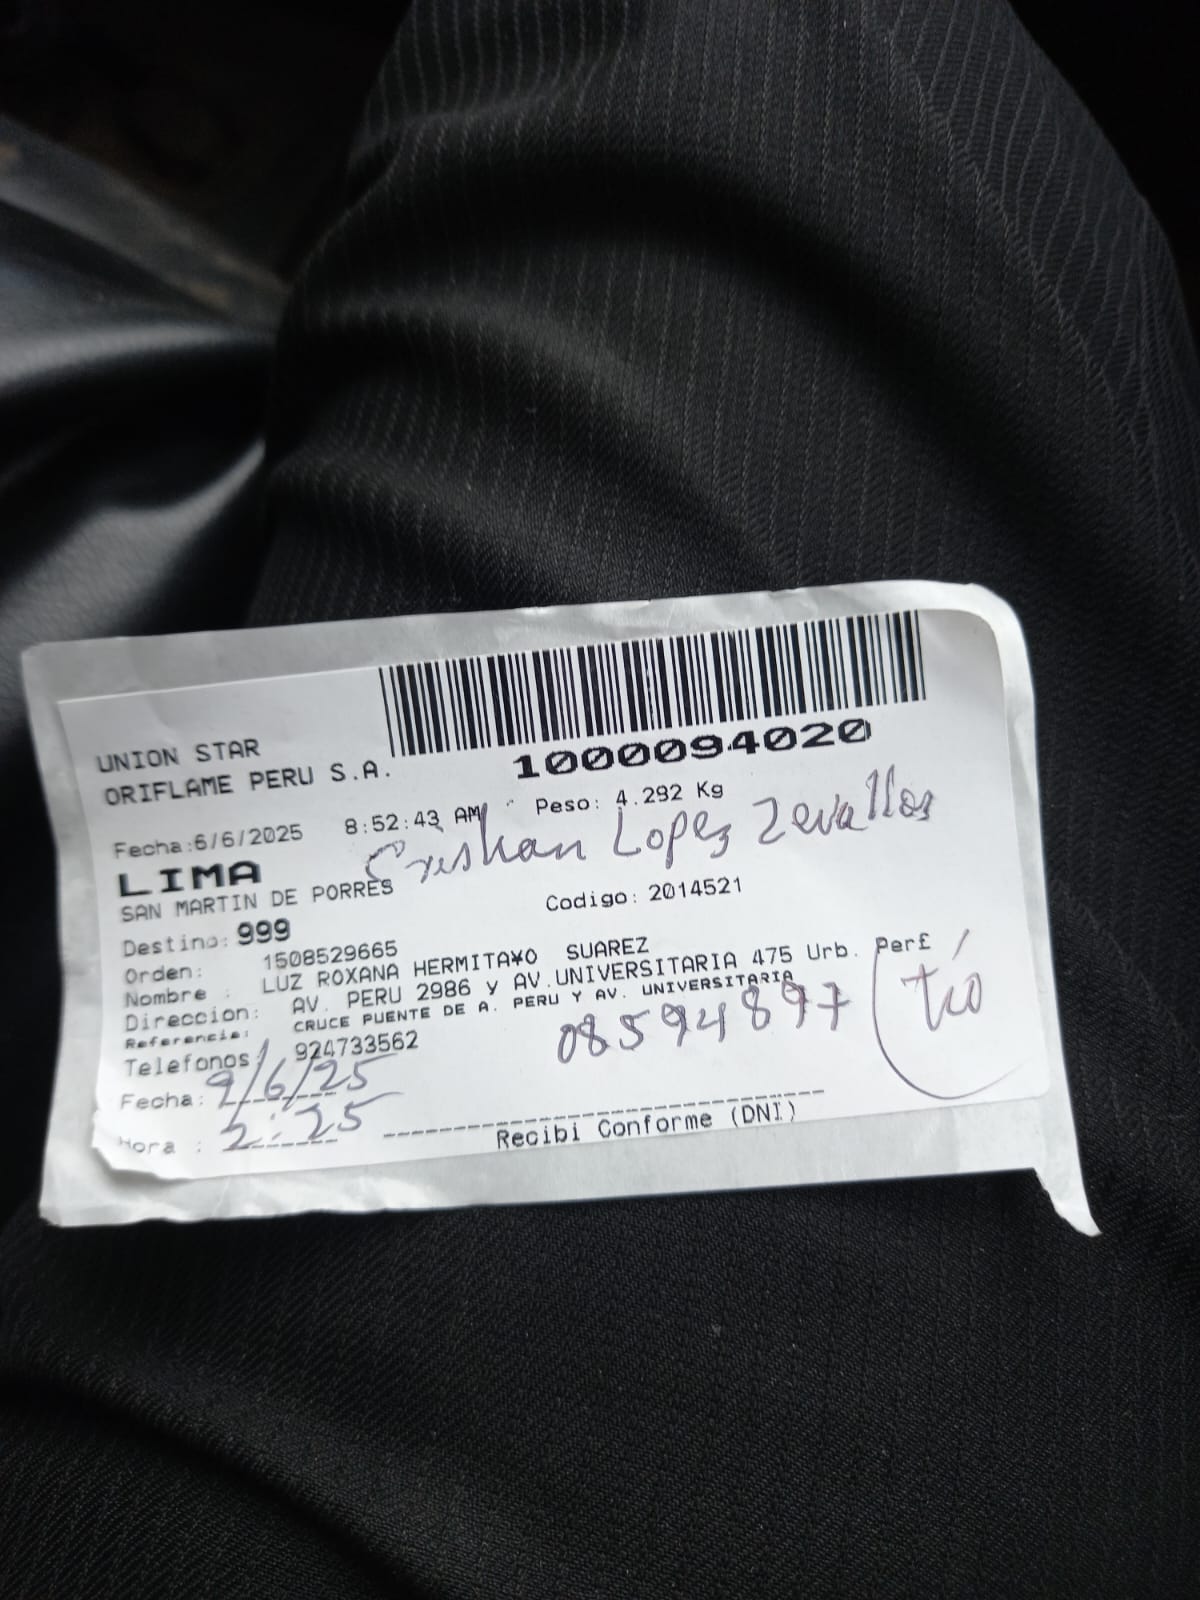 1000094020
UNION STAR
ORIFLAME PERU S.A.
Fecha:6/6/2025 8:52:43 AM Peso: 4.292 Kg
Cristhian Lopez Zevallos
LIMA
SAN MARTIN DE PORRES
Codigo: 2014521
Destino: 999
Orden: 1508529665
Nombre : LUZ ROXANA HERMITA¥O SUAREZ
Direccion: AV. PERU 2986 y AV.UNIVERSITARIA 475 Urb. Per£
Referencia: CRUCE PUENTE DE A. PERU Y AV. UNIVERSITARIA
Telefonos 924733562
08594897 (tío
Fecha: 9/6/25
Hora : 2:25
Recibi Conforme (DNI)